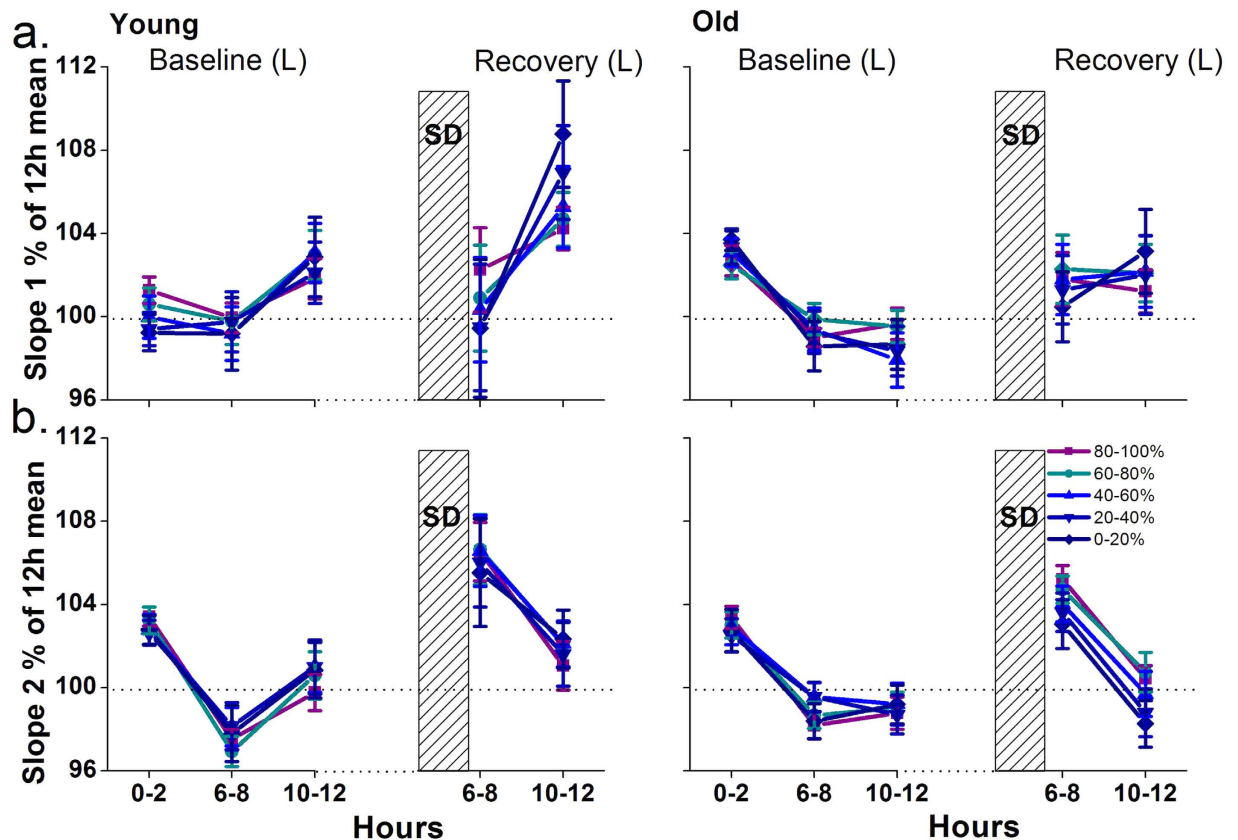 a.
Young
Old
Baseline (L)
Recovery (L)
Baseline (L)
Recovery (L)
Slope 1 % of 12h mean
112
108
104
100
96
SD
SD
b.
Slope 2 % of 12h mean
112
108
104
100
96
SD
SD
80-100%
60-80%
40-60%
20-40%
0-20%
0-2
6-8
10-12
6-8
10-12
0-2
6-8
10-12
6-8
10-12
Hours
Hours